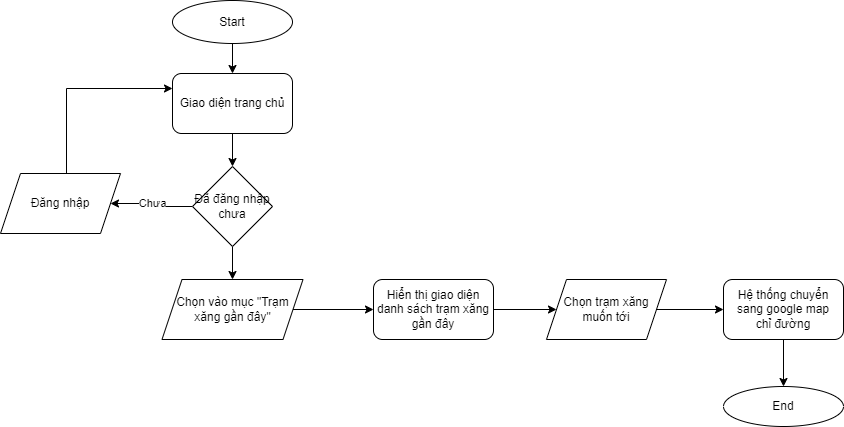 Start
Giao diện trang chủ
Đã đăng nhập
chưa
Chưa
Đăng nhập
Chọn vào mục "Trạm
xăng gần đây"
Hiển thị giao diện
danh sách trạm xăng
gần đây
Chọn trạm xăng
muốn tới
Hệ thống chuyển
sang google map
chỉ đường
End